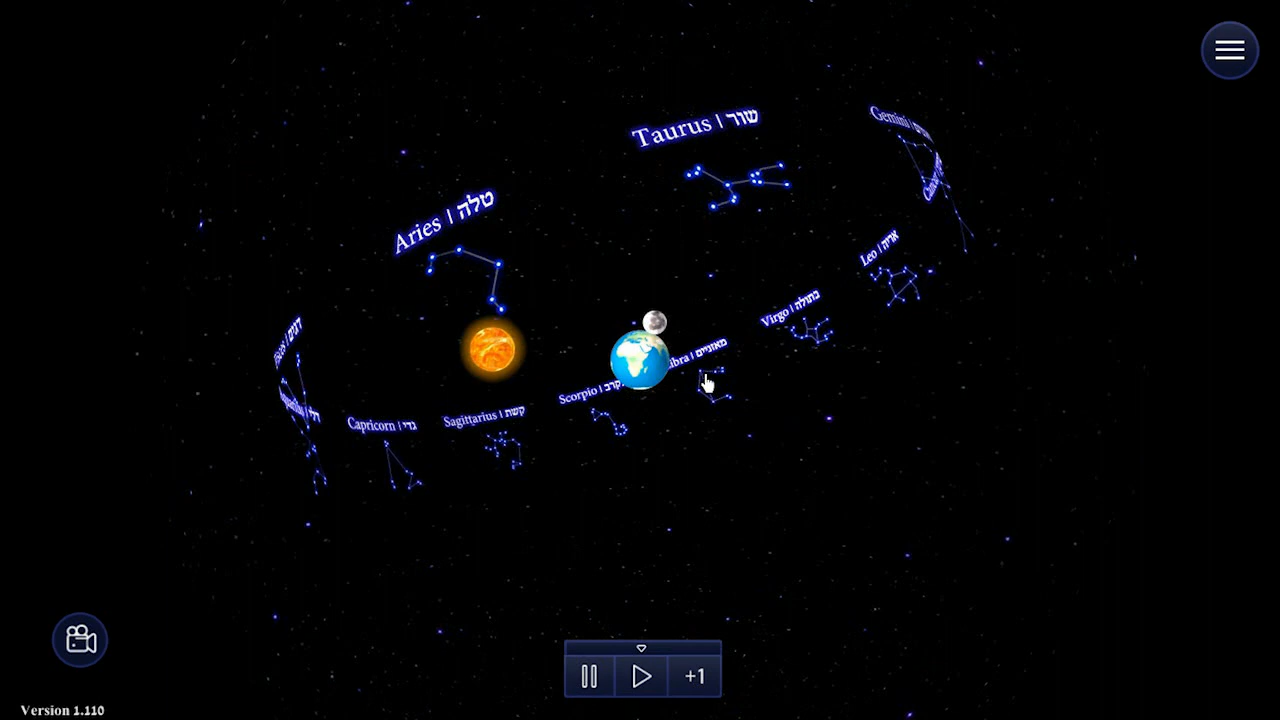 Taurus | שור
Gemini |
Aries | טלה
Leo | אריה
Virgo | בתולה
מאזניים |
Scorpio |
Sagittarius | קשת
Capricorn | גדי
+1
Version 1.110